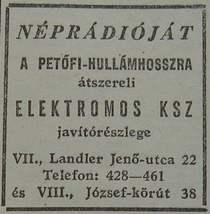 NÉPRÁDIÓJÁT
A PETŐFI-HULLÁMHOSSZRA
átszereli
ELEKTROMOS KSZ
javítórészlege
VII., Landler Jenő-utca 22
Telefon: 428—461
és VIII., József-körút 38